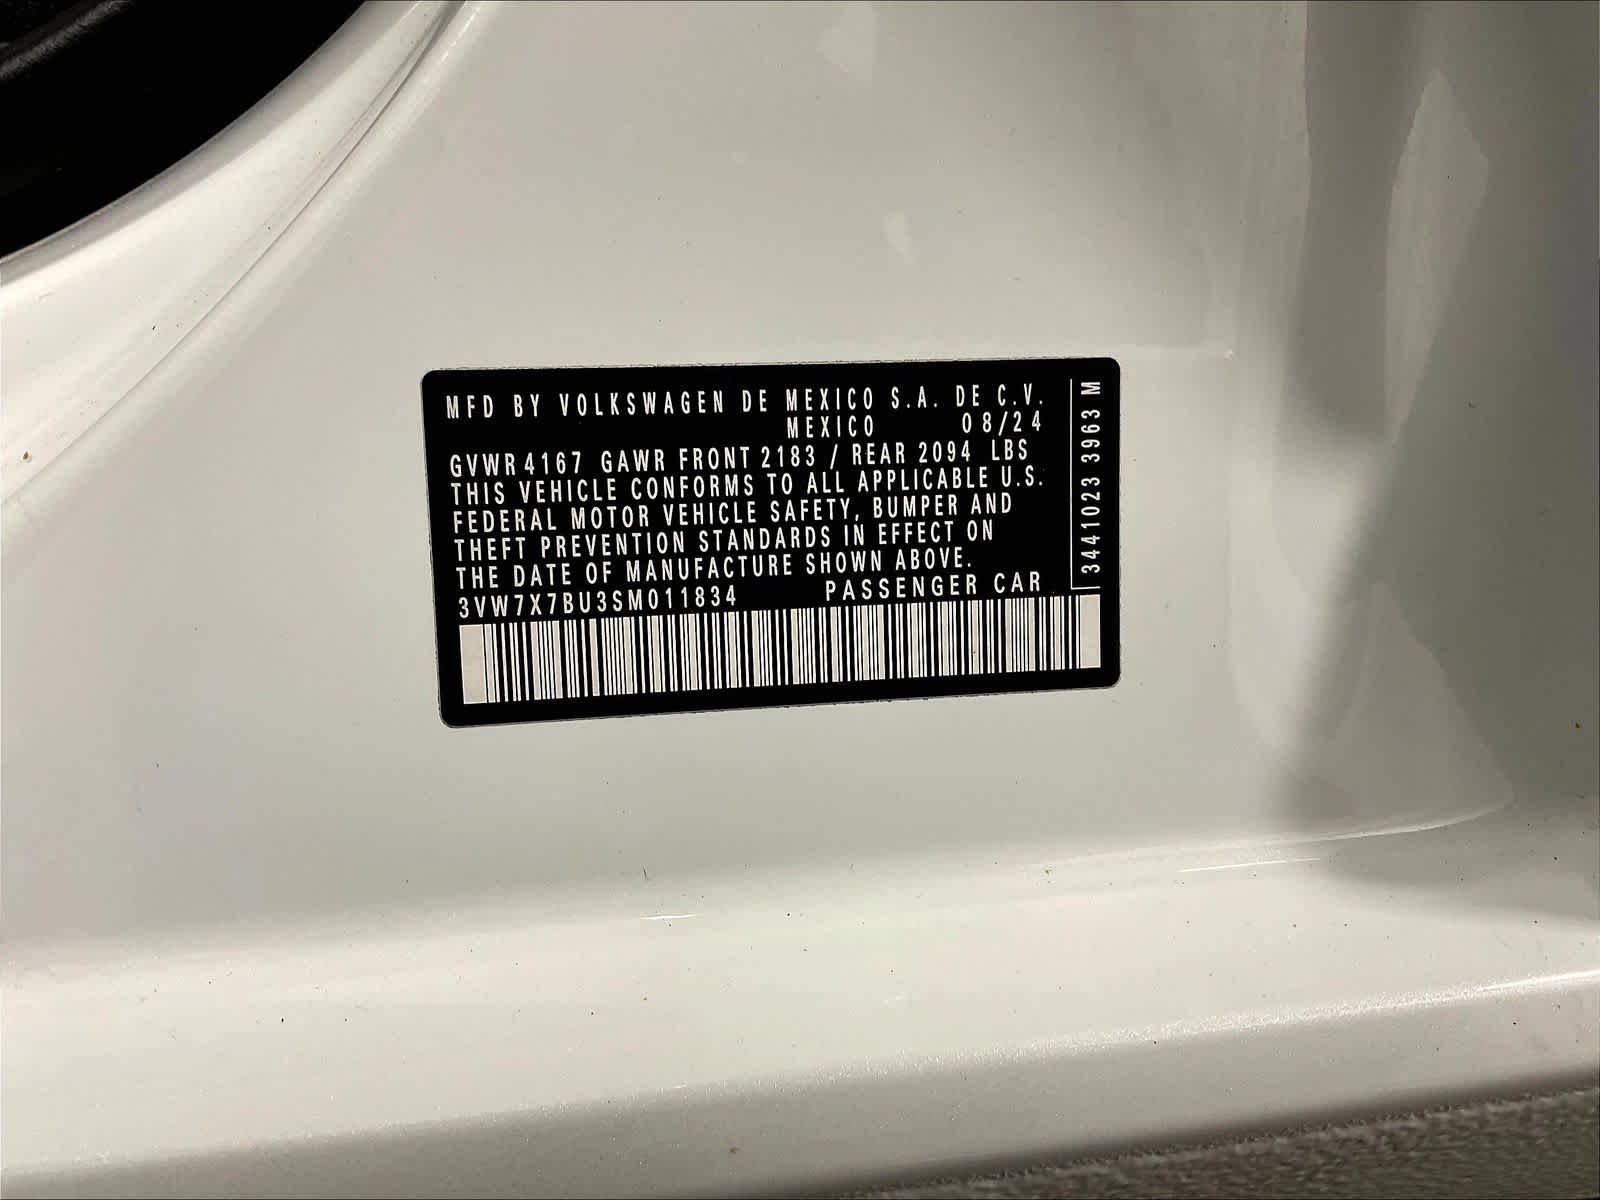 MFD BY VOLKSWAGEN DE MEXICO S.A. DE C.V.
MEXICO 08/24
GVWR 4167 GAWR FRONT 2183 / REAR 2094 LBS
THIS VEHICLE CONFORMS TO ALL APPLICABLE U.S.
FEDERAL MOTOR VEHICLE SAFETY, BUMPER AND
THEFT PREVENTION STANDARDS IN EFFECT ON
THE DATE OF MANUFACTURE SHOWN ABOVE.
3VW7X7BU3SM011834 PASSENGER CAR
3441023 3963 M